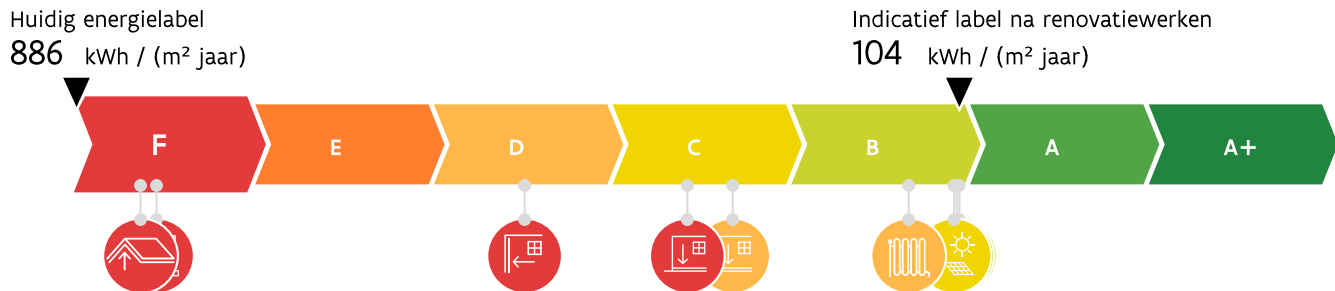 Huidig energielabel
886 kWh / (m² jaar)
Indicatief label na renovatiewerken
104 kWh / (m² jaar)
F E D C B A A+